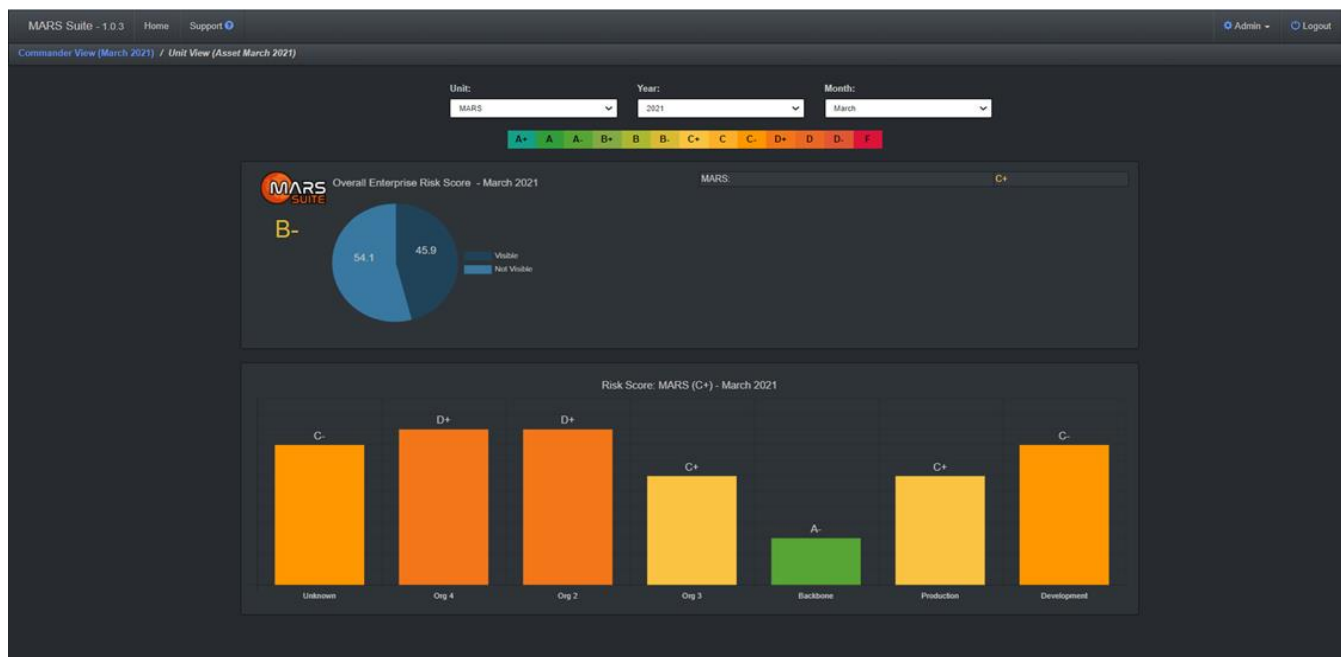 MARS Suite - 1.0.3 Home Support ? Admin Logout
Commander View (March 2021) / Unit View (Asset March 2021)
Unit: Year: Month:
MARS 2021 March
A+ A A- B+ B B- C+ C C- D+ D D- F
MARS SUITE
Overall Enterprise Risk Score - March 2021
MARS: C+
B-
54.1 45.9
Visible
Not Visible
Risk Score: MARS (C+) - March 2021
C- D+ D+ C+ A- C+ C-
Unknown Org 4 Org 2 Org 3 Backbone Production Development